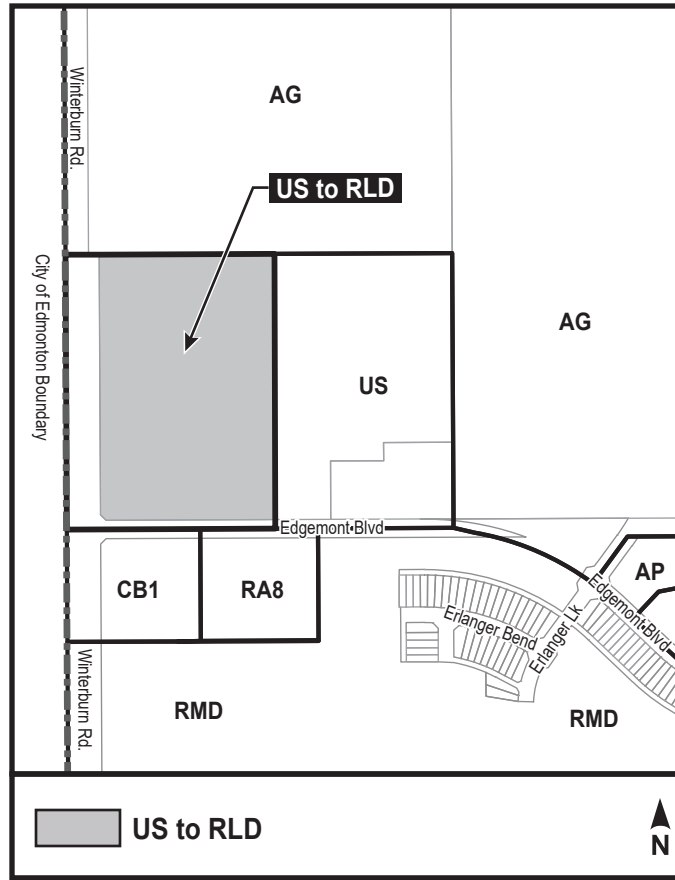 AG
Winterburn Rd.
US to RLD
City of Edmonton Boundary
AG
US
Edgemont Blvd
CB1
RA8
AP
Edgemont Blvd
Erlanger Bend
Erlanger Lk
Winterburn Rd.
RMD
RMD
US to RLD
N